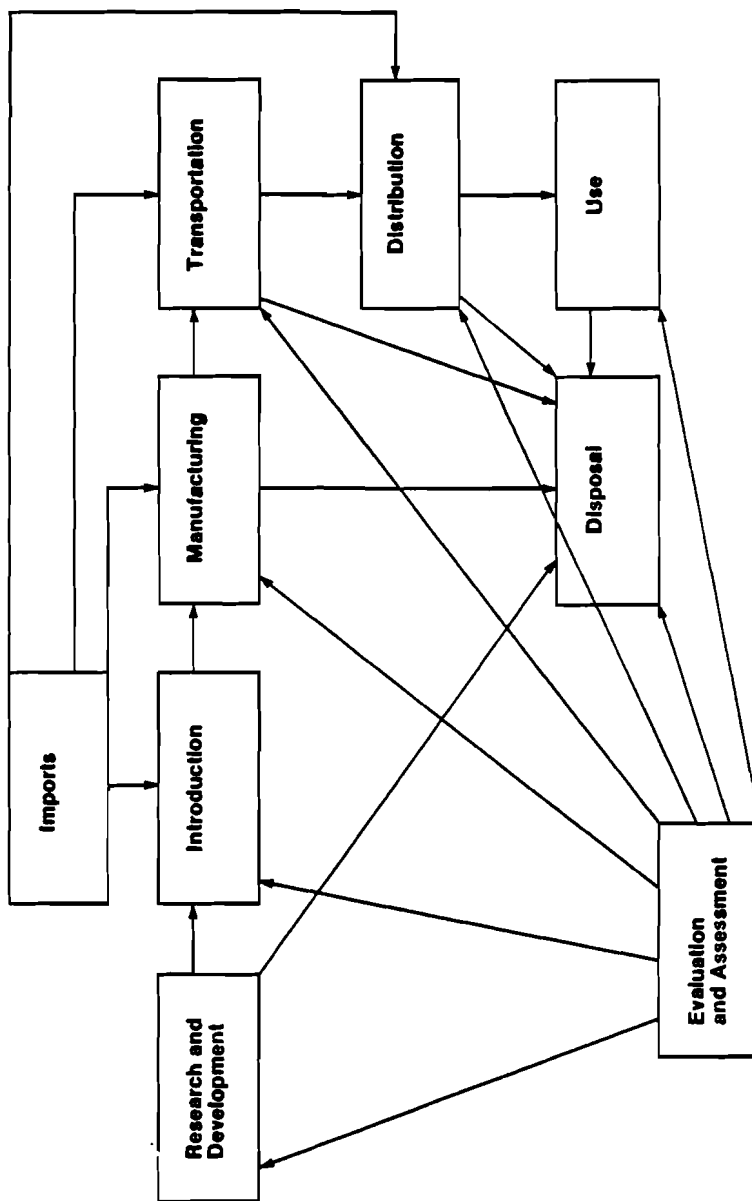 Imports
Research and
Development
Introduction
Manufacturing
Transportation
Distribution
Disposal
Use
Evaluation
and Assessment